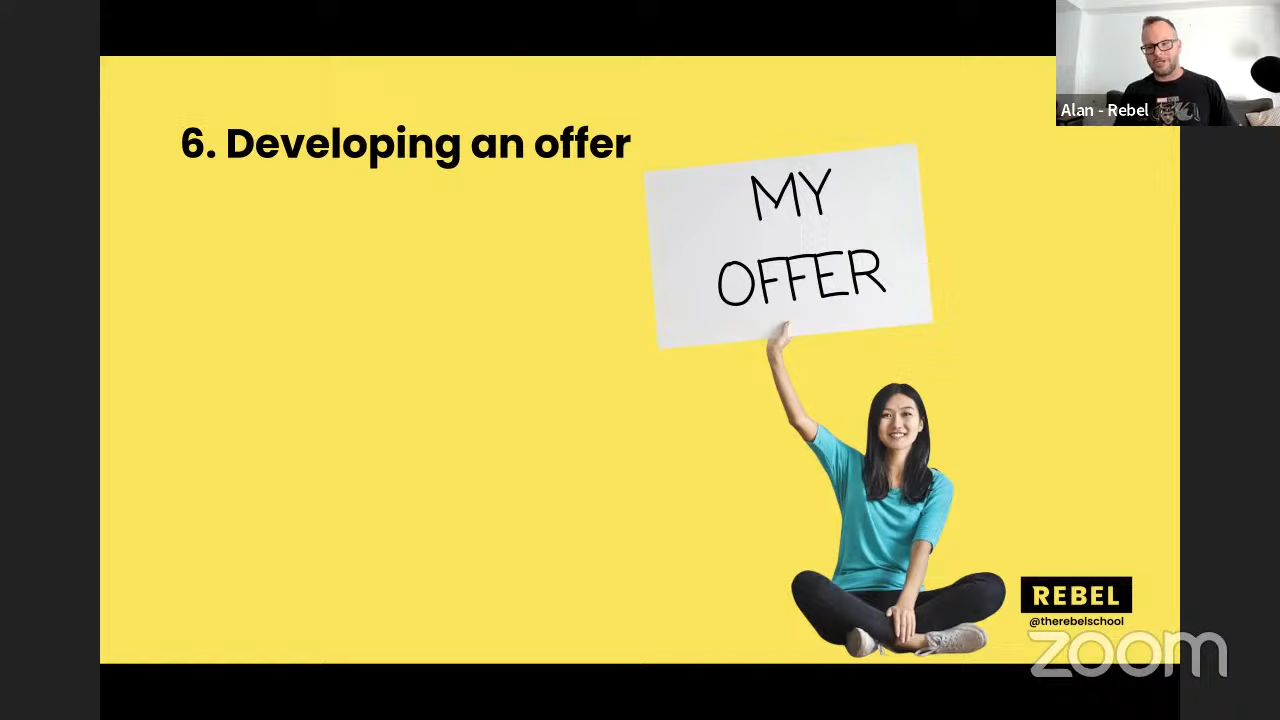 Alan - Rebel
6. Developing an offer
MY
OFFER
REBEL
@therebelschool
zoom